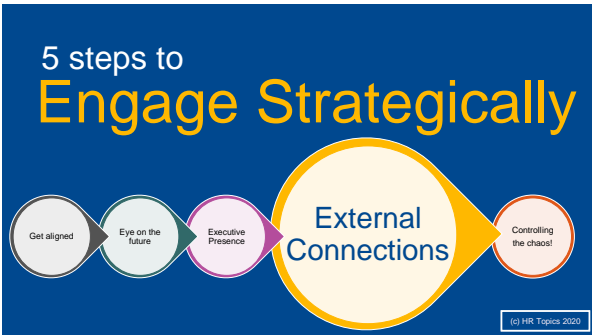 5 steps to
Engage Strategically
Get aligned
Eye on the
future
Executive
Presence
External
Connections
Controlling
the chaos!
(c) HR Topics 2020